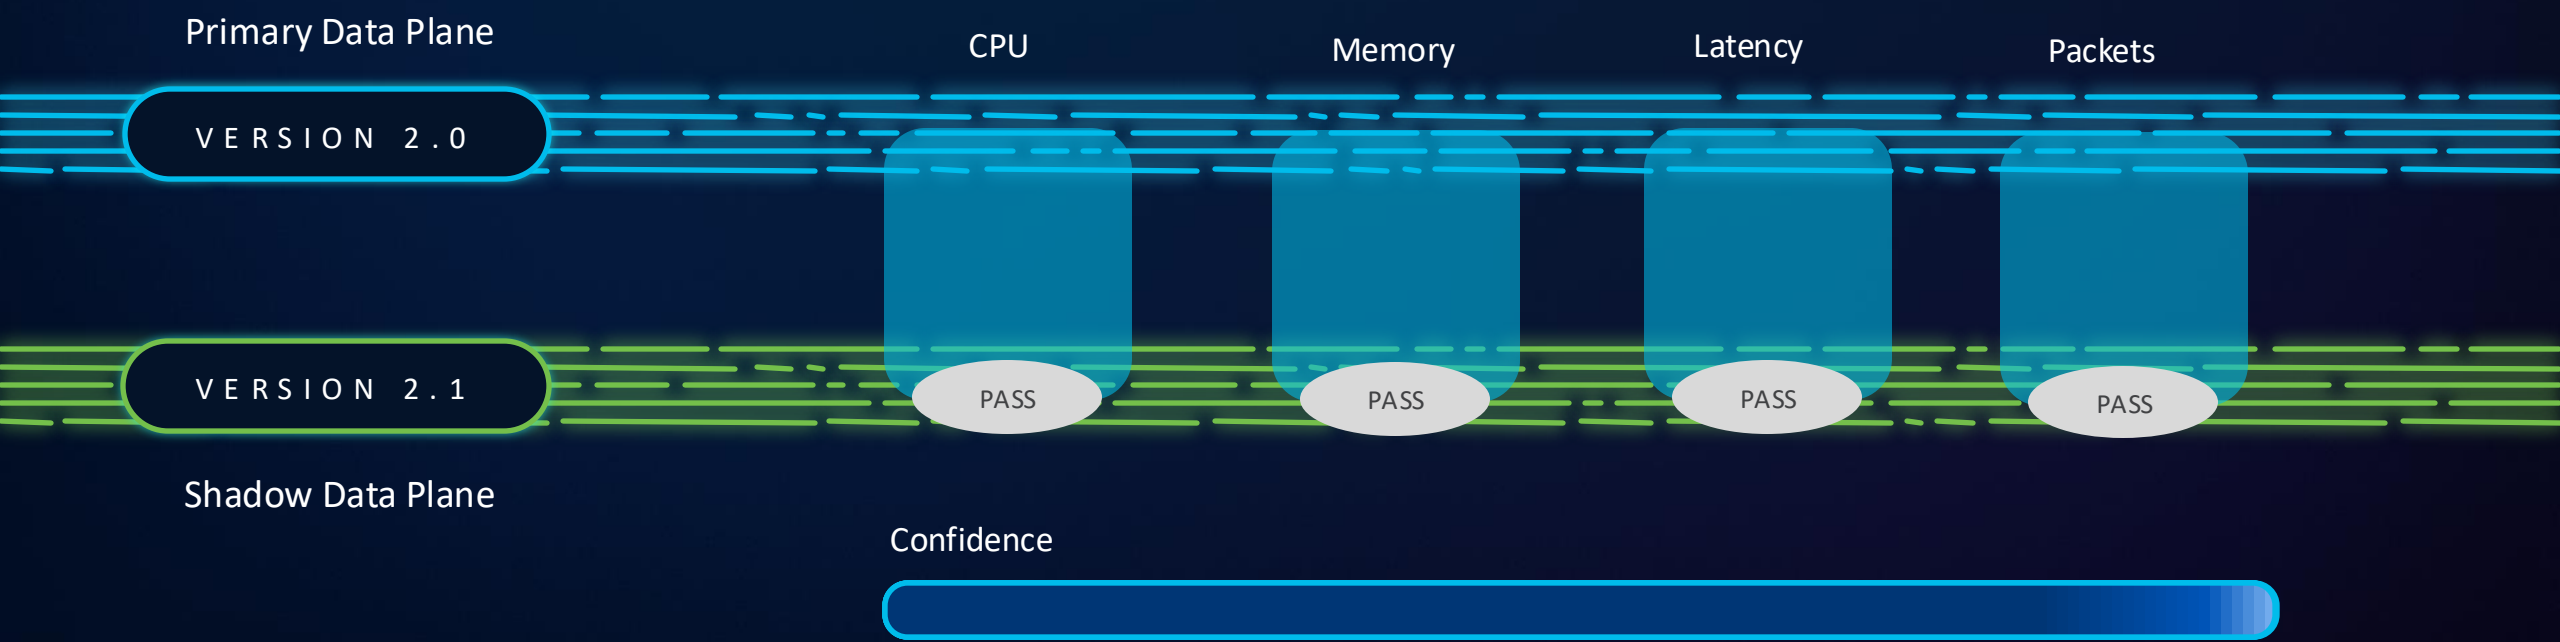 Primary Data Plane
CPU
Memory
Latency
Packets
VERSION 2.0
VERSION 2.1
PASS
PASS
PASS
PASS
Shadow Data Plane
Confidence